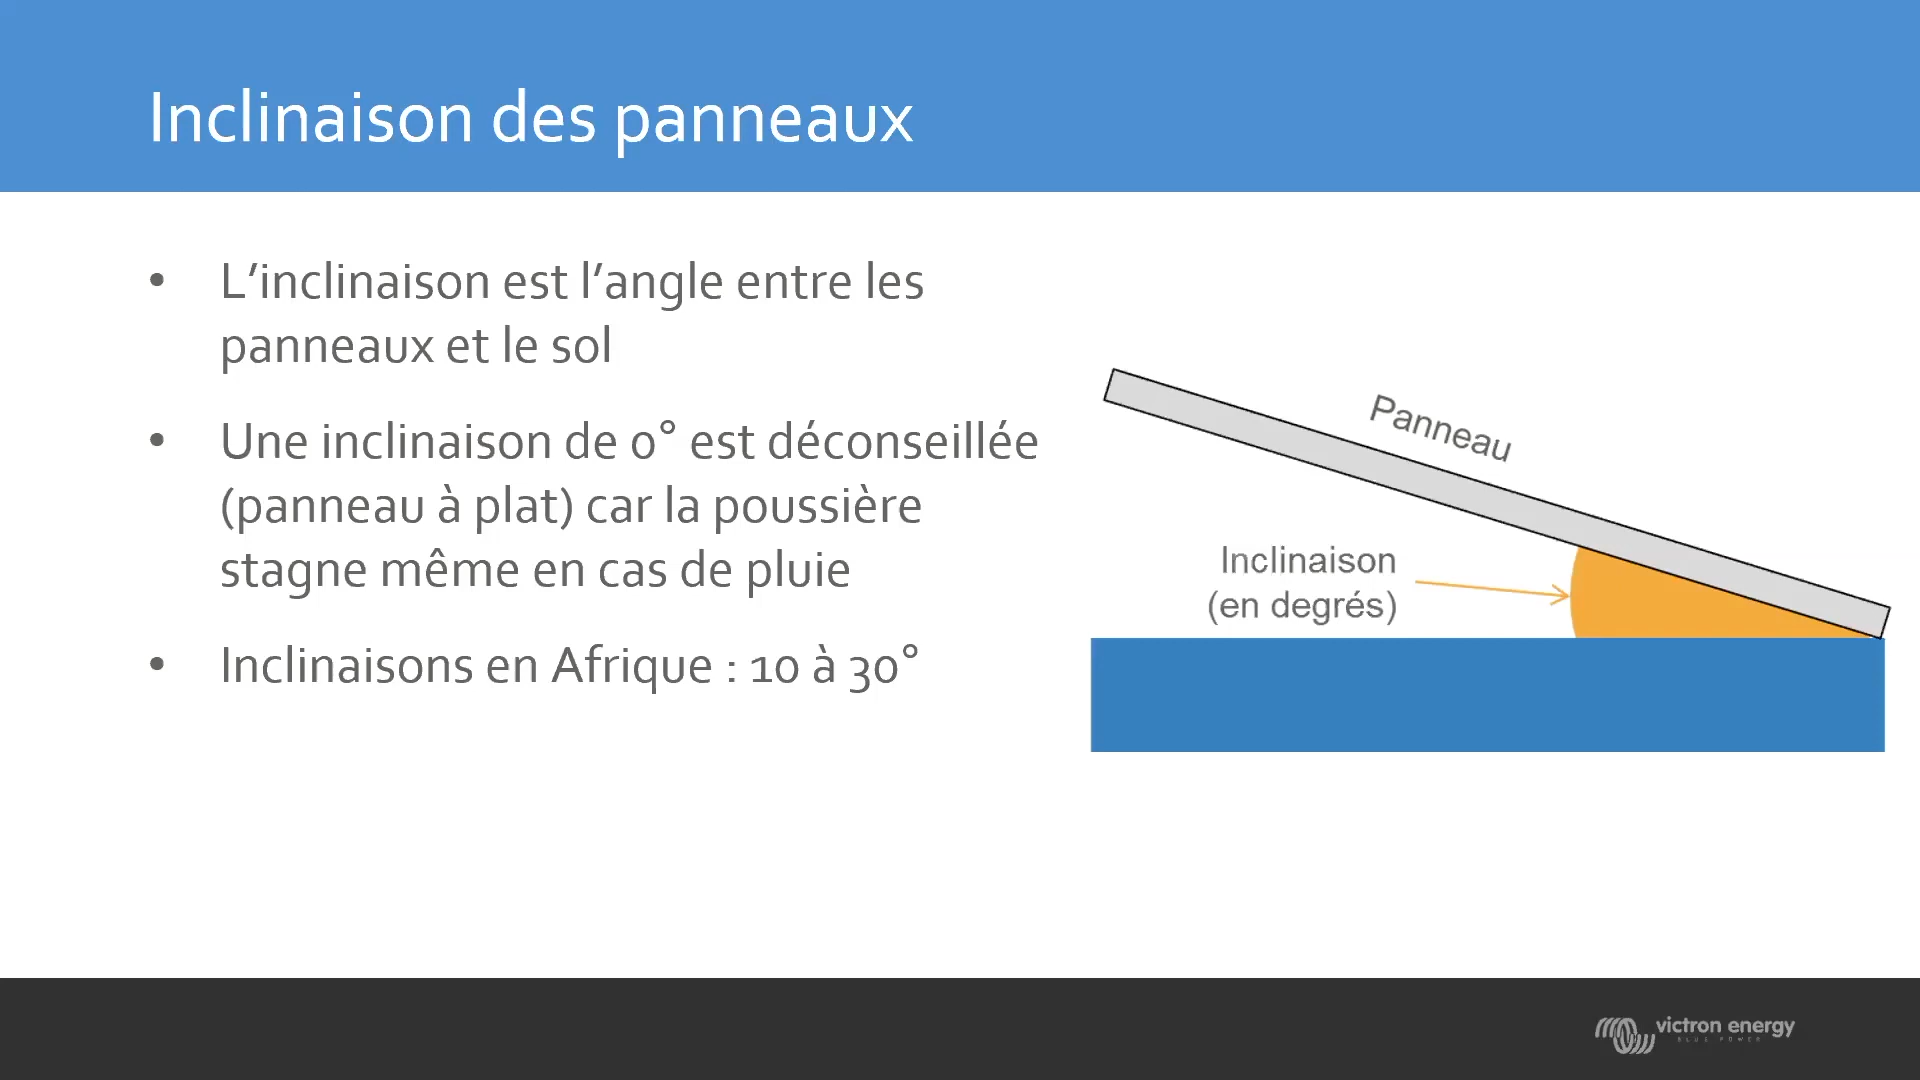 Inclinaison des panneaux
• L’inclinaison est l’angle entre les
panneaux et le sol
• Une inclinaison de 0° est déconseillée
(panneau à plat) car la poussière
stagne même en cas de pluie
• Inclinaisons en Afrique : 10 à 30°
Panneau
Inclinaison
(en degrés)
victron energy
BLUE POWER